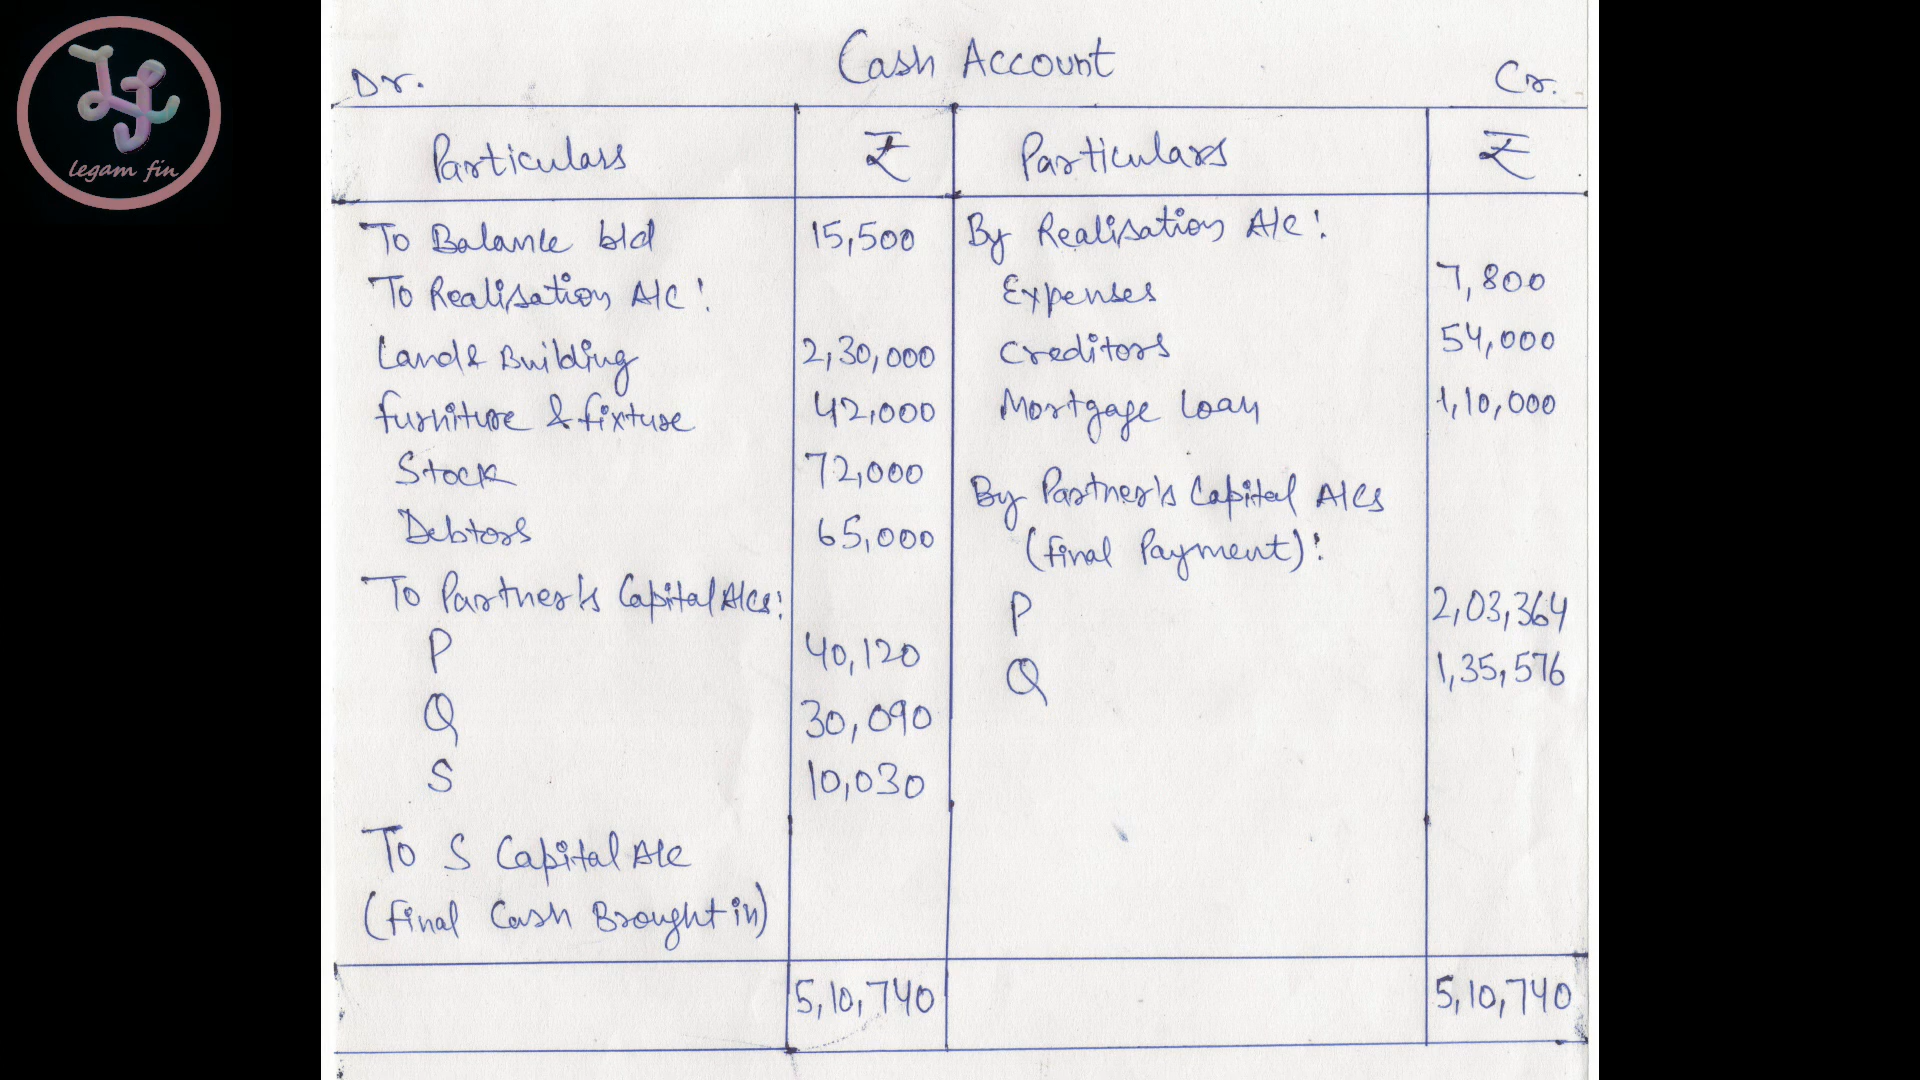 legam fin
Cash Account
Dr. Cr.
Particulars ₹ Particulars ₹
To Balance b/d 15,500 By Realisation A/C:
To Realisation A/C: Expenses 7,800
Land & Building 2,30,000 Creditors 54,000
furniture & fixture 42,000 Mortgage loan 1,10,000
Stock 72,000 By Partner's Capital A/Cs
Debtors 65,000 (final Payment):
To Partner's Capital A/Cs: P 2,03,364
P 40,120 Q 1,35,576
Q 30,090
S 10,030
To S Capital A/C
(final Cash Brought in)
5,10,740 5,10,740